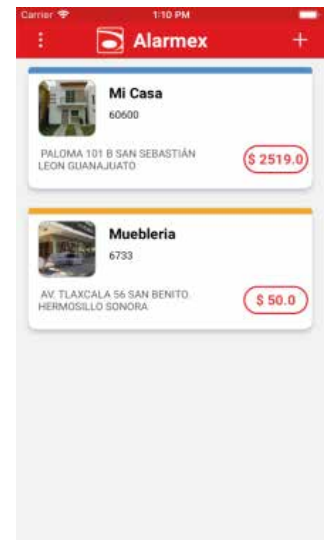 Carrier 1:10 PM
Alarmex
Mi Casa
60600
PALOMA 101 B SAN SEBASTIÁN
LEON GUANAJUATO
$ 2519.0
Muebleria
6733
AV. TLAXCALA 56 SAN BENITO.
HERMOSILLO SONORA
$ 50.0